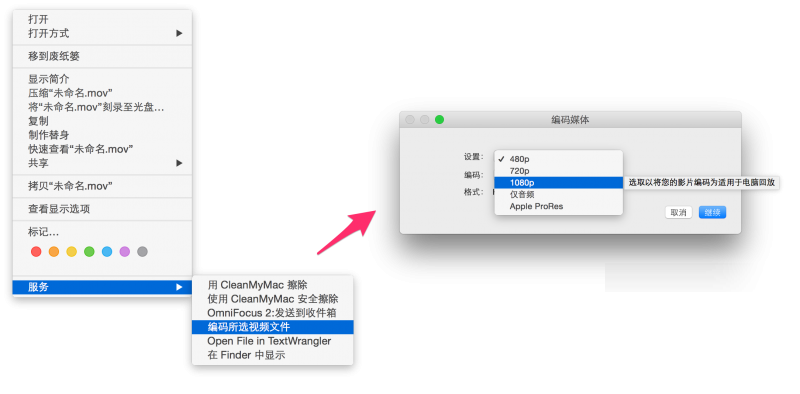 打开
打开方式
移到废纸篓
显示简介
压缩“未命名.mov”
将“未命名.mov”刻录至光盘…
复制
制作替身
快速查看“未命名.mov”
共享
拷贝“未命名.mov”
查看显示选项
标记…
服务
用 CleanMyMac 擦除
使用 CleanMyMac 安全擦除
OmniFocus 2:发送到收件箱
编码所选视频文件
Open File in TextWrangler
在 Finder 中显示
编码媒体
设置:
480p
720p
编码:
1080p
选取以将您的影片编码为适用于电脑回放
格式:
仅音频
Apple ProRes
取消
继续